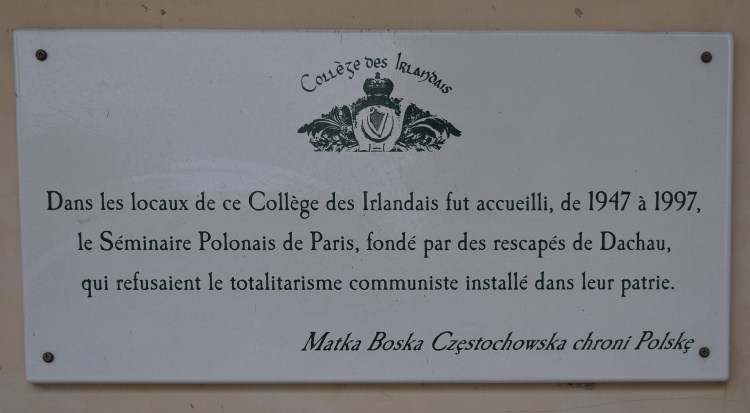 Collège des Irlandais
Dans les locaux de ce Collège des Irlandais fut accueilli, de 1947 à 1997,
le Séminaire Polonais de Paris, fondé par des rescapés de Dachau,
qui refusaient le totalitarisme communiste installé dans leur patrie.
Matka Boska Częstochowska chroni Polskę